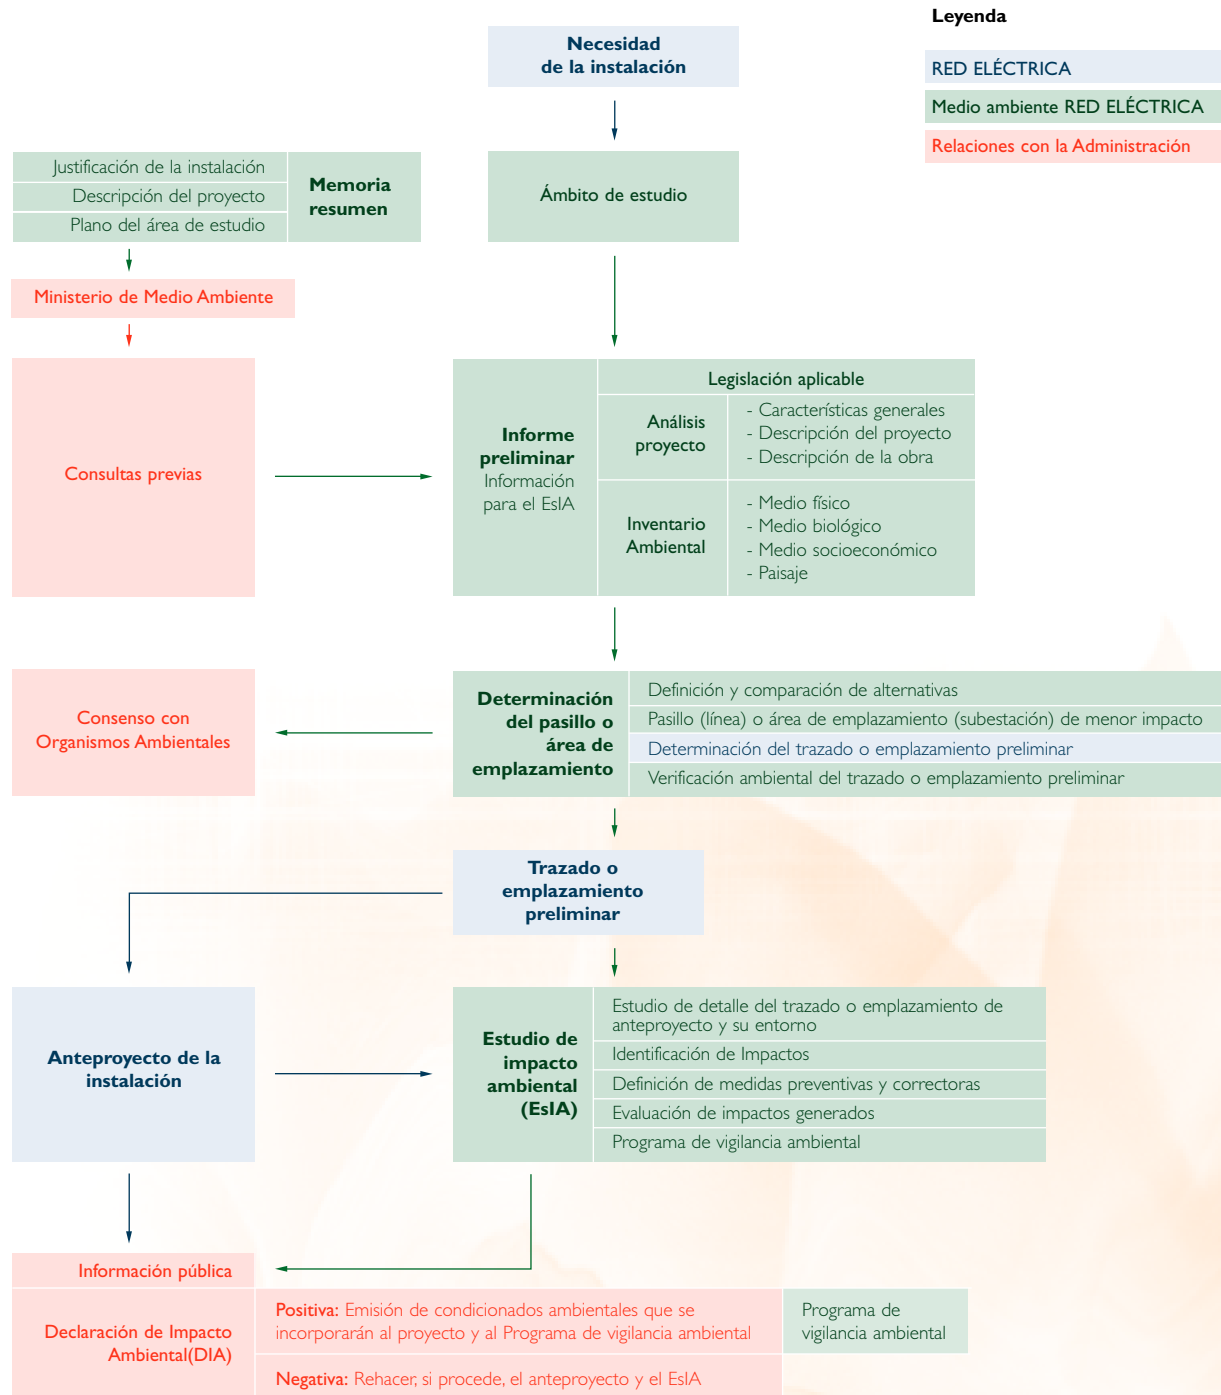 Leyenda
RED ELÉCTRICA
Medio ambiente RED ELÉCTRICA
Relaciones con la Administración
Necesidad
de la instalación
Ámbito de estudio
Justificación de la instalación
Descripción del proyecto
Plano del área de estudio
Memoria
resumen
Ministerio de Medio Ambiente
Consultas previas
Informe
preliminar
Información
para el EsIA
Legislación aplicable
Análisis
proyecto
- Características generales
- Descripción del proyecto
- Descripción de la obra
Inventario
Ambiental
- Medio físico
- Medio biológico
- Medio socioeconómico
- Paisaje
Consenso con
Organismos Ambientales
Determinación
del pasillo o
área de
emplazamiento
Definición y comparación de alternativas
Pasillo (línea) o área de emplazamiento (subestación) de menor impacto
Determinación del trazado o emplazamiento preliminar
Verificación ambiental del trazado o emplazamiento preliminar
Trazado o
emplazamiento
preliminar
Anteproyecto de la
instalación
Estudio de
impacto
ambiental
(EsIA)
Estudio de detalle del trazado o emplazamiento de
anteproyecto y su entorno
Identificación de Impactos
Definición de medidas preventivas y correctoras
Evaluación de impactos generados
Programa de vigilancia ambiental
Información pública
Declaración de Impacto
Ambiental(DIA)
Positiva: Emisión de condicionados ambientales que se
incorporarán al proyecto y al Programa de vigilancia ambiental
Programa de
vigilancia ambiental
Negativa: Rehacer, si procede, el anteproyecto y el EsIA